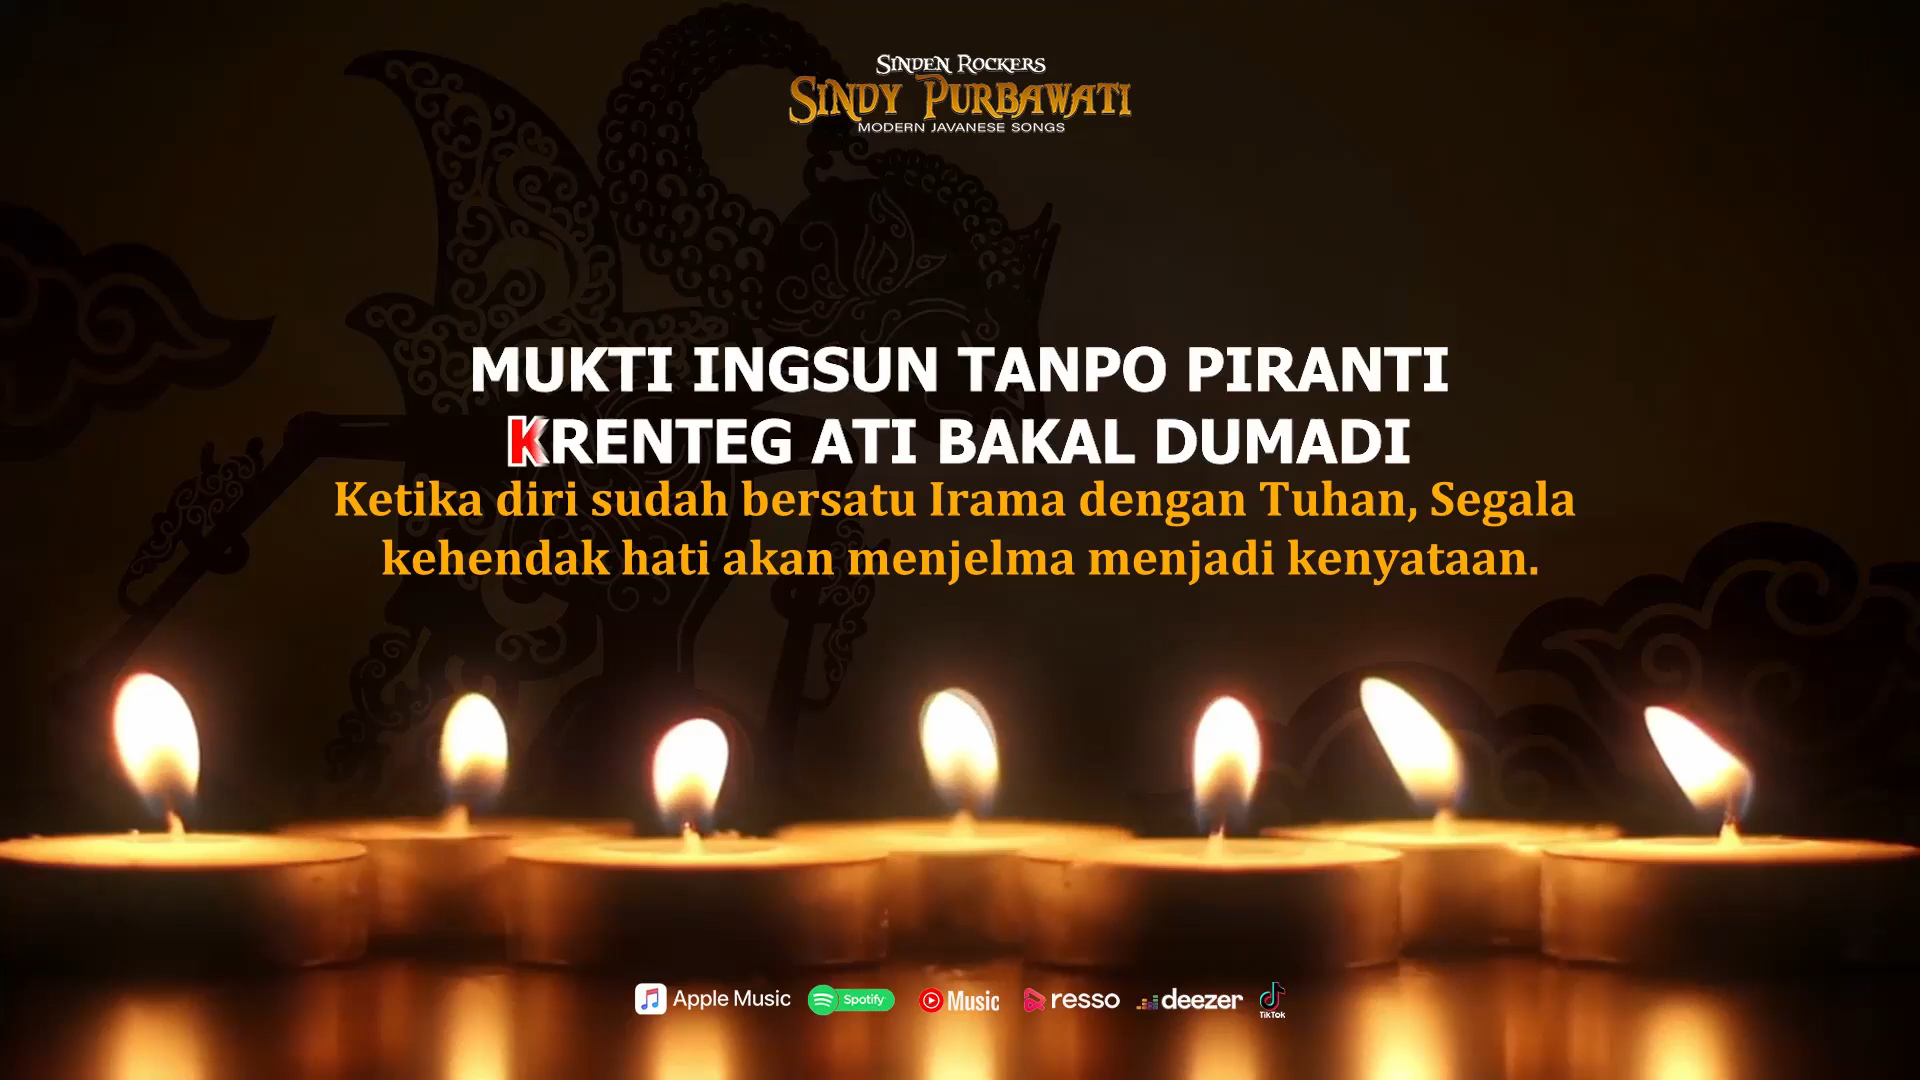 SINDEN ROCKERS
SINDY PURBAWATI
MODERN JAVANESE SONGS
MUKTI INGSUN TANPO PIRANTI
KRENTEG ATI BAKAL DUMADI
Ketika diri sudah bersatu Irama dengan Tuhan, Segala
kehendak hati akan menjelma menjadi kenyataan.
Apple Music Spotify Music resso deezer TikTok